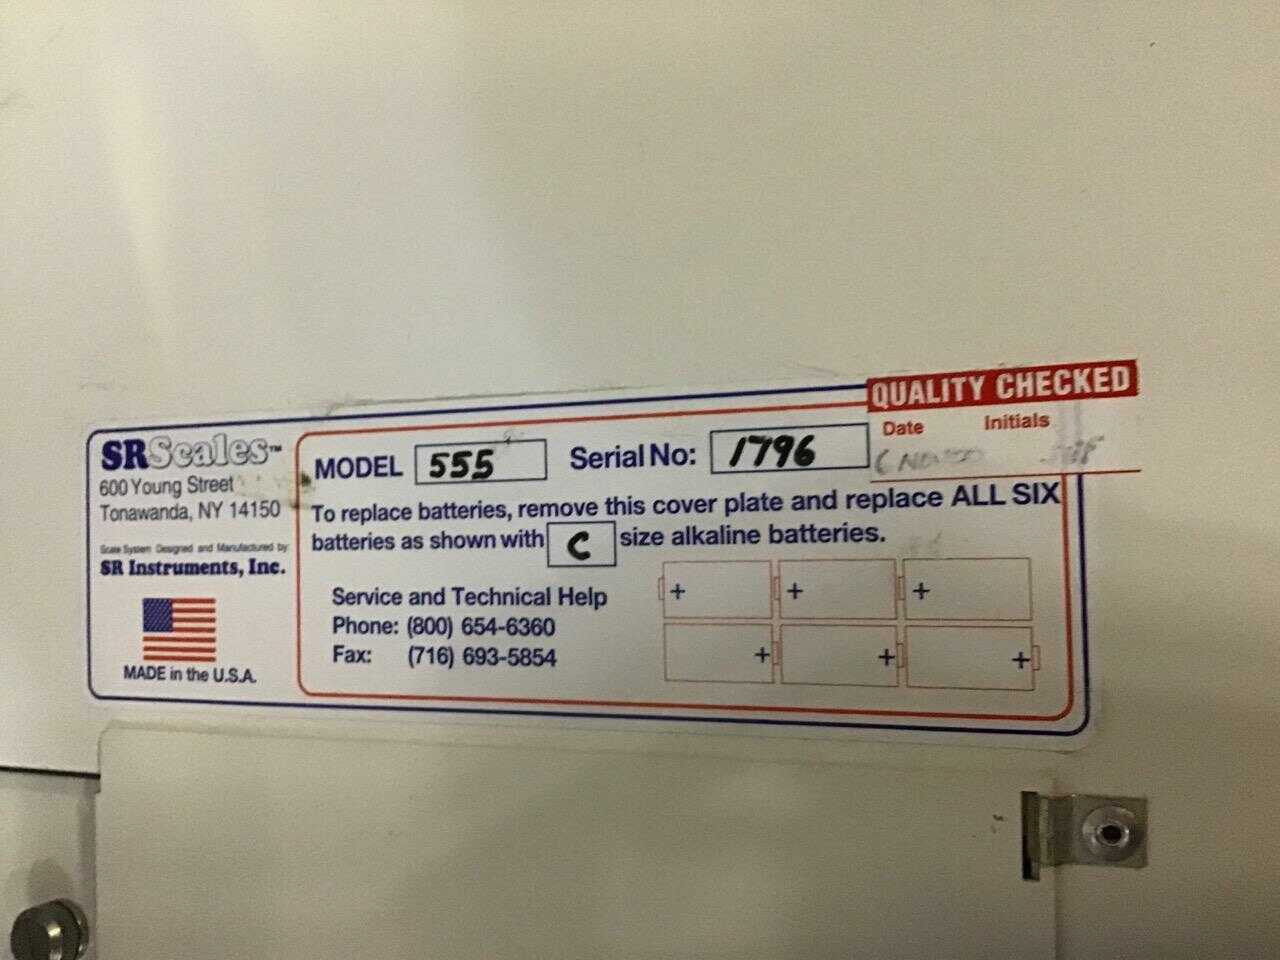 SRScales™
600 Young Street
Tonawanda, NY 14150
Scale System Designed and Manufactured by:
SR Instruments, Inc.
MADE in the U.S.A.
MODEL 555 Serial No: 1796
To replace batteries, remove this cover plate and replace ALL SIX
batteries as shown with C size alkaline batteries.
Service and Technical Help
Phone: (800) 654-6360
Fax: (716) 693-5854
+ + +
+ + +
QUALITY CHECKED
Date Initials